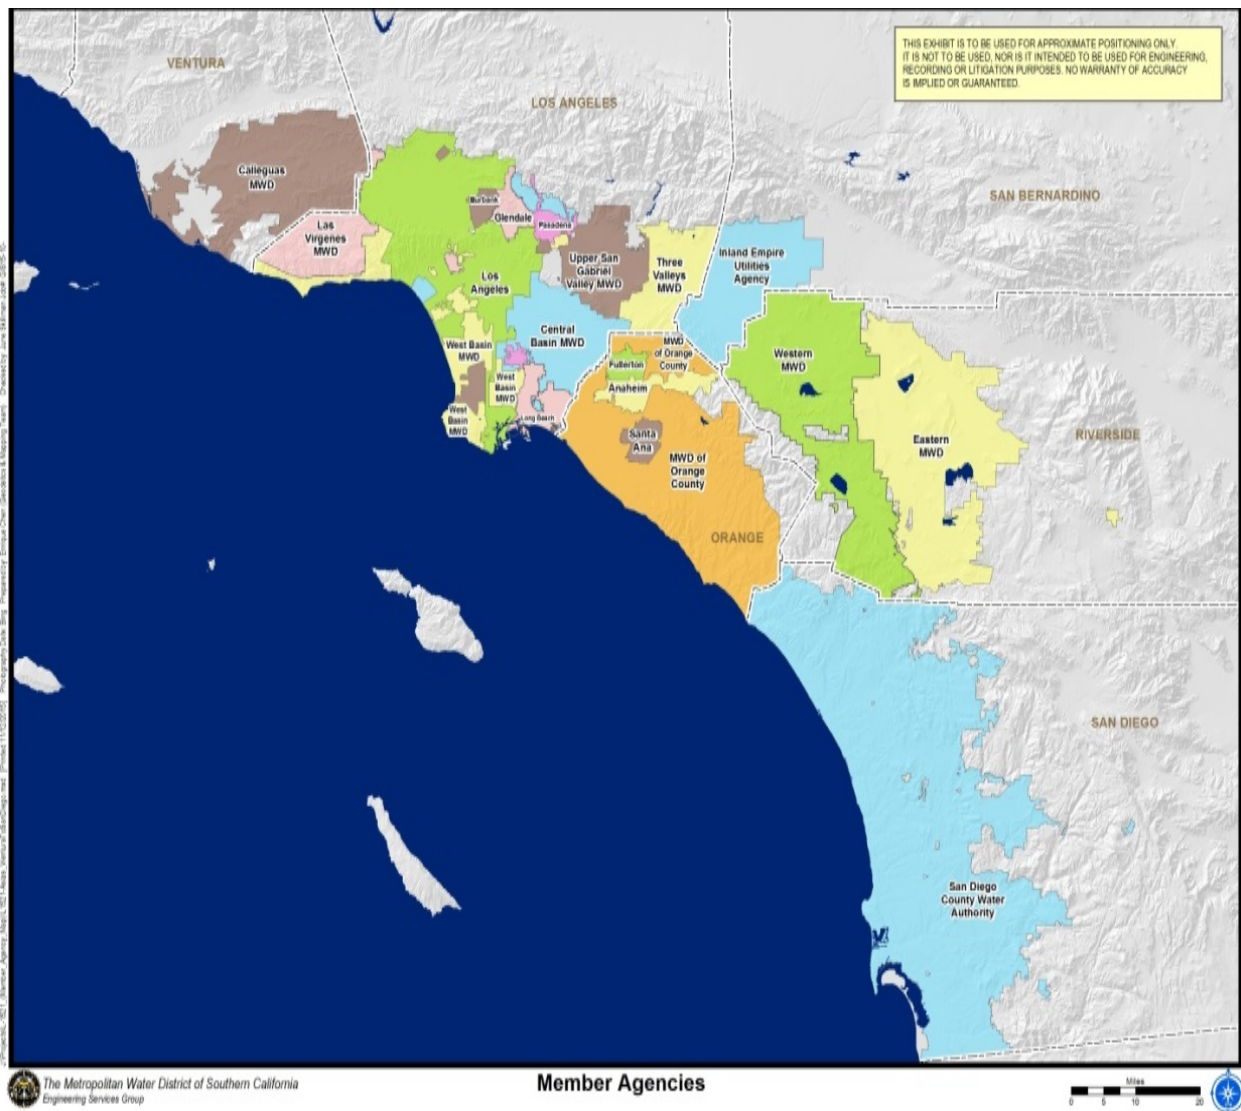 THIS EXHIBIT IS TO BE USED FOR APPROXIMATE POSITIONING ONLY.
IT IS NOT TO BE USED, NOR IS IT INTENDED TO BE USED FOR ENGINEERING,
RECORDING OR LITIGATION PURPOSES. NO WARRANTY OF ACCURACY
IS IMPLIED OR GUARANTEED.
VENTURA
LOS ANGELES
SAN BERNARDINO
Calleguas
MWD
Las
Virgenes
MWD
Burbank
Glendale
Pasadena
Los
Angeles
Upper San
Gabriel
Valley MWD
Three
Valleys
MWD
Inland Empire
Utilities
Agency
Central
Basin MWD
West Basin
MWD
West
Basin
MWD
West
Basin
MWD
Long Beach
MWD
of Orange
County
Fullerton
Anaheim
Santa
Ana
MWD of
Orange
County
ORANGE
Western
MWD
Eastern
MWD
RIVERSIDE
SAN DIEGO
San Diego
County Water
Authority
The Metropolitan Water District of Southern California
Engineering Services Group
Member Agencies
Miles
0 5 10 20